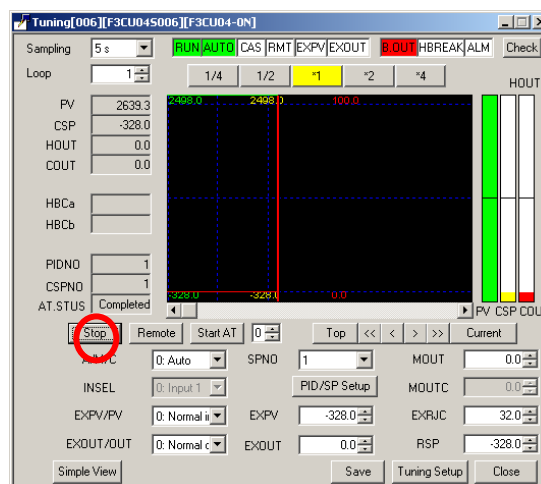 Tuning[006][F3CU04S006][F3CU04-0N]
Sampling 5 s RUN AUTO CAS RMT EXPV EXOUT B.OUT HBREAK ALM Check
Loop 1 1/4 1/2 *1 *2 *4 HOUT
PV 2639.3 2498.0 2498.0 100.0
CSP -328.0
HOUT 0.0
COUT 0.0
HBCa
HBCb
PIDNO 1
CSPNO 1
AT.STUS Completed -328.0 -328.0 0.0
PV CSP COU
Stop Remote Start AT 0 Top << < > >> Current
0: Auto SPNO 1 MOUT 0.0
INSEL 0: Input 1 PID/SP Setup MOUTC 0.0
EXPV/PV 0: Normal i EXPV -328.0 EXRJC 32.0
EXOUT/OUT 0: Normal c EXOUT 0.0 RSP -328.0
Simple View Save Tuning Setup Close